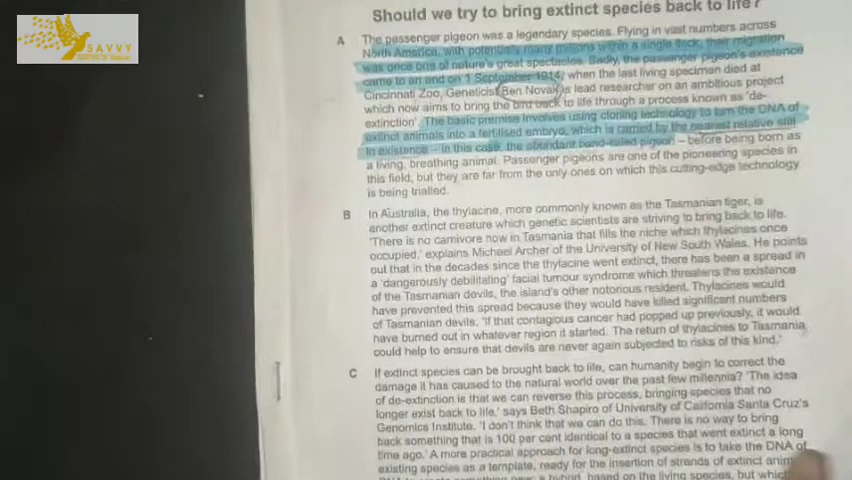 SAVVY
Should we try to bring extinct species back to life?
A The passenger pigeon was a legendary species. Flying in vast numbers across
North America, with potentially many millions within a single flock, their migration
was once one of nature's great spectacles. Sadly, the passenger pigeon's existence
came to an end on 1 September 1914, when the last living specimen died at
Cincinnati Zoo, Geneticist Ben Novak is lead researcher on an ambitious project
which now aims to bring the bird back to life through a process known as 'de-
extinction'. The basic premise involves using cloning technology to turn the DNA of
extinct animals into a fertilised embryo, which is carried by the nearest relative still
in existence – in this case, the abundant band-tailed pigeon – before being born as
a living, breathing animal. Passenger pigeons are one of the pioneering species in
this field, but they are far from the only ones on which this cutting-edge technology
is being trialled.
B In Australia, the thylacine, more commonly known as the Tasmanian tiger, is
another extinct creature which genetic scientists are striving to bring back to life.
'There is no carnivore now in Tasmania that fills the niche which thylacines once
occupied,' explains Michael Archer of the University of New South Wales. He points
out that in the decades since the thylacine went extinct, there has been a spread in
a 'dangerously debilitating' facial tumour syndrome which threatens the existence
of the Tasmanian devils, the island's other notorious resident. Thylacines would
have prevented this spread because they would have killed significant numbers
of Tasmanian devils. 'If that contagious cancer had popped up previously, it would
have burned out in whatever region it started. The return of thylacines to Tasmania
could help to ensure that devils are never again subjected to risks of this kind.'
C If extinct species can be brought back to life, can humanity begin to correct the
damage it has caused to the natural world over the past few millennia? 'The idea
of de-extinction is that we can reverse this process, bringing species that no
longer exist back to life,' says Beth Shapiro of University of California Santa Cruz's
Genomics Institute. 'I don't think that we can do this. There is no way to bring
back something that is 100 per cent identical to a species that went extinct a long
time ago.' A more practical approach for long-extinct species is to take the DNA of
existing species as a template, ready for the insertion of strands of extinct
based on the living species, but